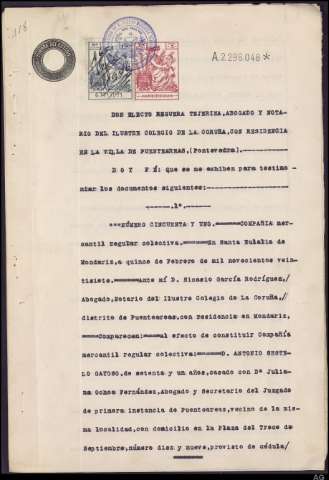 118
A.2.296.048*
DON ELECTO REGUERA TEJERINA, ABOGADO Y NOTA-
RIO DEL ILUSTRE COLEGIO DE LA CORUÑA, CON RESIDENCIA
EN LA VILLA DE PUENTEAREAS, (Pontevedra).------------
D O Y   F É: que se me exhiben para testimo-
niar los documentos siguientes:----------------------
------.1º.------
"""NÚMERO CINCUENTA Y UNO.=======COMPAÑIA mer-
cantil regular colectiva.=====En Santa Eulalia de
Mondariz, a quince de Febrero de mil novecientos vein-
tisiete.=====Ante mí D. Nicasio García Rodríguez,/
Abogado, Notario del Ilustre Colegio de La Coruña,//
distrito de Puenteareas, con residencia en Mondariz,
=====Comparecen:=====al efecto de constituir Compañía
mercantil regular colectiva:=====D. ANTONIO SESTE-
LO GAYOSO, de setenta y un años, casado con Dª Julia-
na Ochoa Fernández, Abogado y Secretario del Juzgado
de primera instancia de Puenteareas, vecino de la mis-
ma localidad, con domicilio en la Plaza del Trece de
Septiembre, número diez y nueve, provisto de cédula/